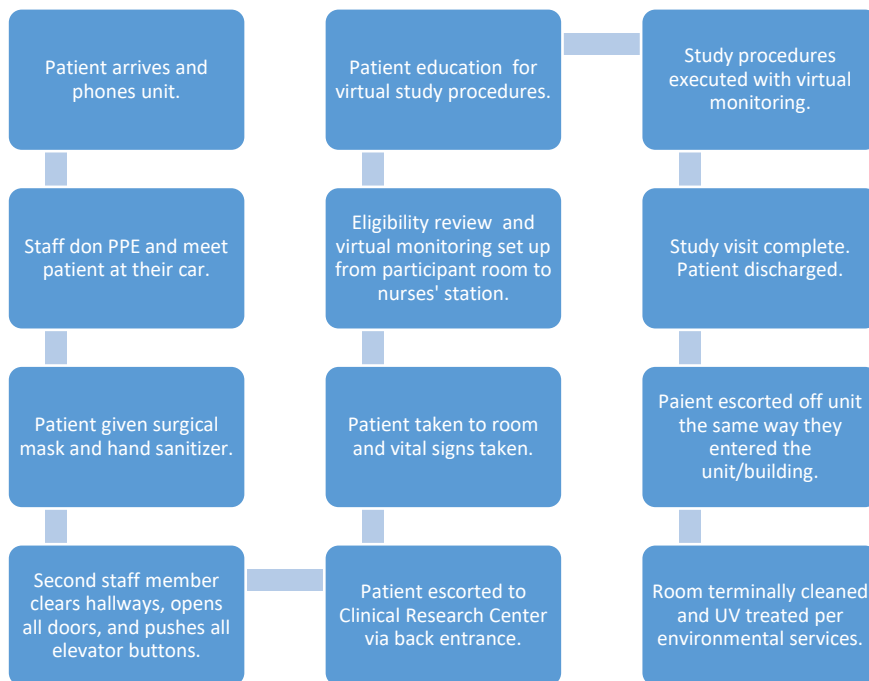 Patient arrives and
phones unit.
Staff don PPE and meet
patient at their car.
Patient given surgical
mask and hand sanitizer.
Second staff member
clears hallways, opens
all doors, and pushes all
elevator buttons.
Patient escorted to
Clinical Research Center
via back entrance.
Patient taken to room
and vital signs taken.
Eligibility review and
virtual monitoring set up
from participant room to
nurses' station.
Patient education for
virtual study procedures.
Study procedures
executed with virtual
monitoring.
Study visit complete.
Patient discharged.
Paient escorted off unit
the same way they
entered the
unit/building.
Room terminally cleaned
and UV treated per
environmental services.